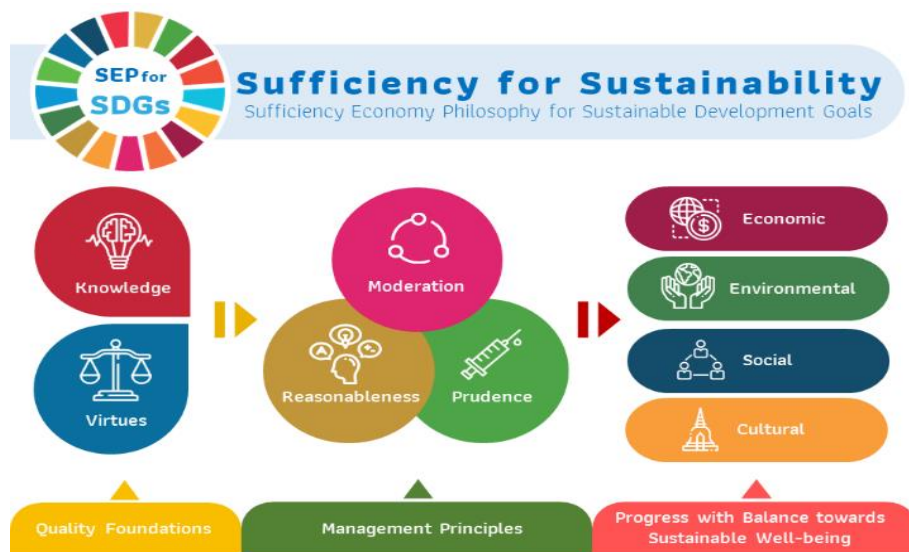 SEP for
SDGs
Sufficiency for Sustainability
Sufficiency Economy Philosophy for Sustainable Development Goals
Knowledge
Virtues
Moderation
Reasonableness
Prudence
Economic
Environmental
Social
Cultural
Quality Foundations
Management Principles
Progress with Balance towards
Sustainable Well-being